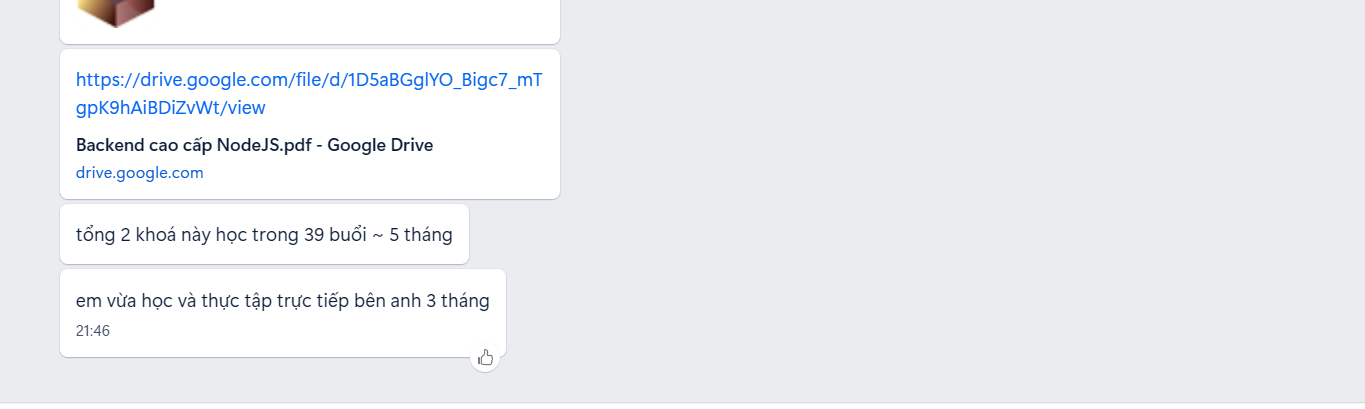 https://drive.google.com/file/d/1D5aBGglYO_Bigc7_mT
gpK9hAiBDiZvWt/view
Backend cao cấp NodeJS.pdf - Google Drive
drive.google.com
tổng 2 khoá này học trong 39 buổi ~ 5 tháng
em vừa học và thực tập trực tiếp bên anh 3 tháng
21:46